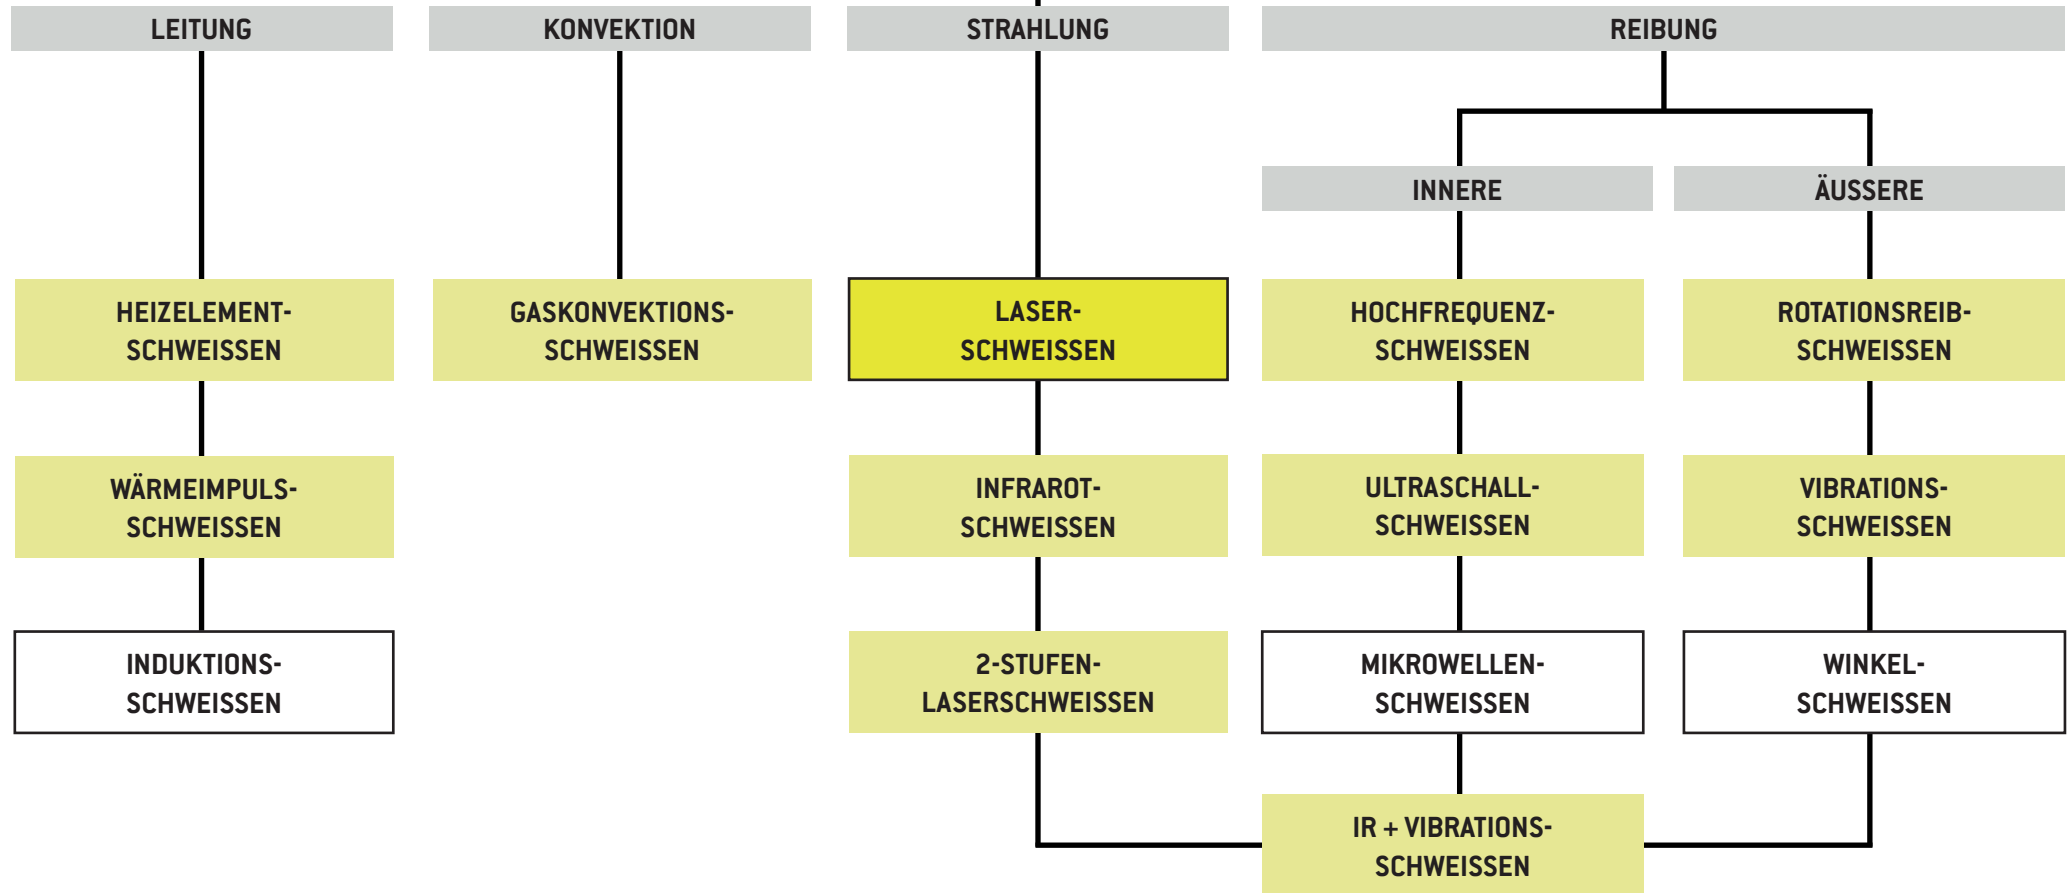 LEITUNG
KONVEKTION
STRAHLUNG
REIBUNG
INNERE
ÄUSSERE
HEIZELEMENT-
SCHWEISSEN
GASKONVEKTIONS-
SCHWEISSEN
LASER-
SCHWEISSEN
HOCHFREQUENZ-
SCHWEISSEN
ROTATIONSREIB-
SCHWEISSEN
WÄRMEIMPULS-
SCHWEISSEN
INFRAROT-
SCHWEISSEN
ULTRASCHALL-
SCHWEISSEN
VIBRATIONS-
SCHWEISSEN
INDUKTIONS-
SCHWEISSEN
2-STUFEN-
LASERSCHWEISSEN
MIKROWELLEN-
SCHWEISSEN
WINKEL-
SCHWEISSEN
IR + VIBRATIONS-
SCHWEISSEN